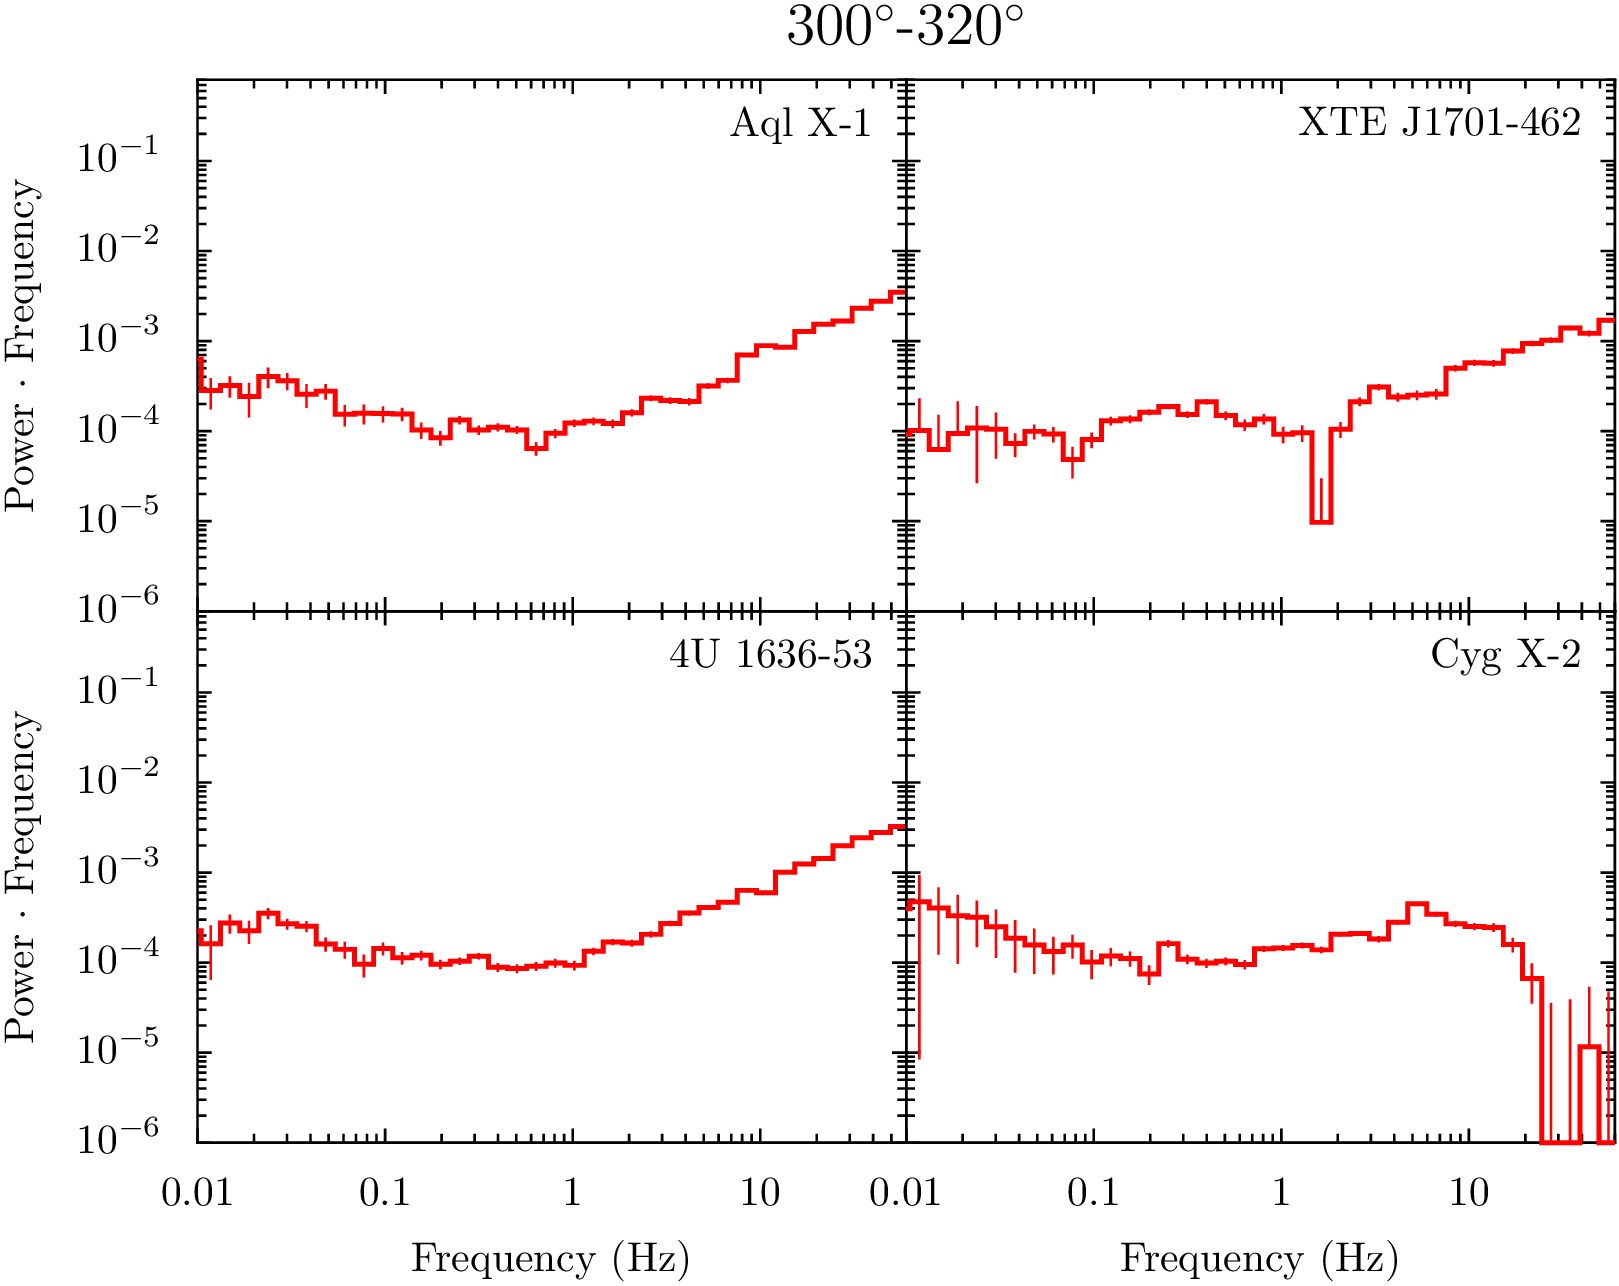 300°-320°
Aql X-1
XTE J1701-462
Power · Frequency
10⁻¹
10⁻²
10⁻³
10⁻⁴
10⁻⁵
10⁻⁶
4U 1636-53
Cyg X-2
Power · Frequency
10⁻¹
10⁻²
10⁻³
10⁻⁴
10⁻⁵
10⁻⁶
0.01 0.1 1 10 0.01 0.1 1 10
Frequency (Hz) Frequency (Hz)